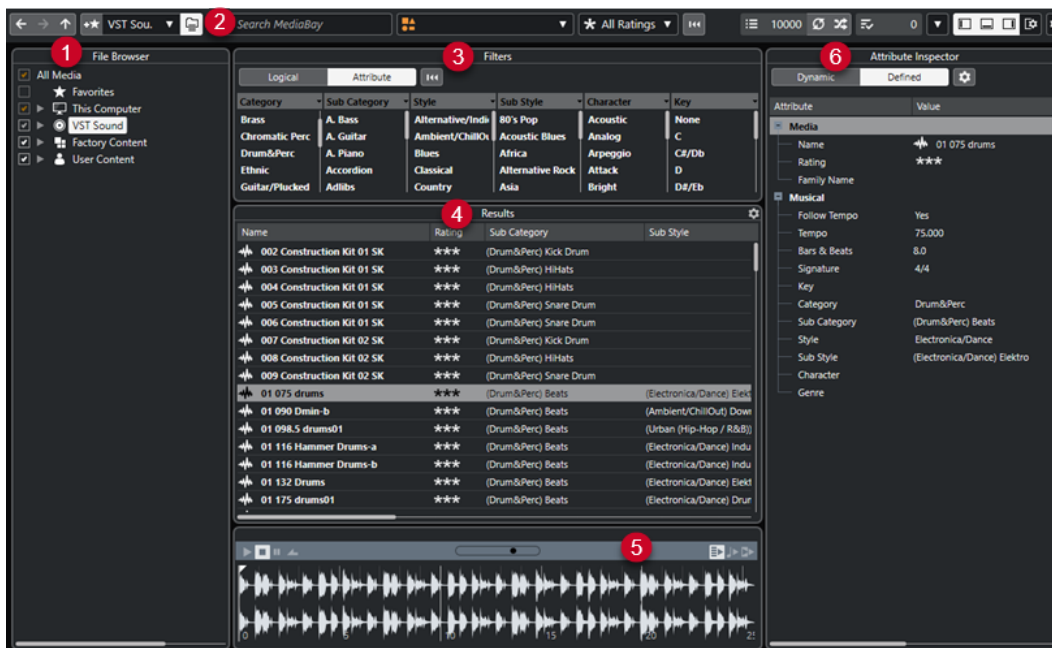 VST Sou. 2 Search MediaBay All Ratings 10000 0
1 File Browser
All Media
Favorites
This Computer
VST Sound
Factory Content
User Content
3 Filters
Logical Attribute
Category Sub Category Style Sub Style Character Key
Brass A. Bass Alternative/Indi 80's Pop Acoustic None
Chromatic Perc A. Guitar Ambient/ChillOu Acoustic Blues Analog C
Drum&Perc A. Piano Blues Africa Arpeggio C#/Db
Ethnic Accordion Classical Alternative Rock Attack D
Guitar/Plucked Adlibs Country Asia Bright D#/Eb
4 Results
Name Rating Sub Category Sub Style
002 Construction Kit 01 SK *** (Drum&Perc) Kick Drum
003 Construction Kit 01 SK *** (Drum&Perc) HiHats
004 Construction Kit 01 SK *** (Drum&Perc) HiHats
005 Construction Kit 01 SK *** (Drum&Perc) Snare Drum
006 Construction Kit 01 SK *** (Drum&Perc) Snare Drum
007 Construction Kit 02 SK *** (Drum&Perc) Kick Drum
008 Construction Kit 02 SK *** (Drum&Perc) HiHats
009 Construction Kit 02 SK *** (Drum&Perc) Snare Drum
01 075 drums *** (Drum&Perc) Beats (Electronica/Dance) Elekt
01 090 Dmin-b *** (Drum&Perc) Beats (Ambient/ChillOut) Down
01 098.5 drums01 *** (Drum&Perc) Beats (Urban (Hip-Hop / R&B))
01 116 Hammer Drums-a *** (Drum&Perc) Beats (Electronica/Dance) Indu
01 116 Hammer Drums-b *** (Drum&Perc) Beats (Electronica/Dance) Indu
01 132 Drums *** (Drum&Perc) Beats (Electronica/Dance) Elekt
01 175 drums01 *** (Drum&Perc) Beats (Electronica/Dance) Drun
5
0 5 10 15 20 25
6 Attribute Inspector
Dynamic Defined
Attribute Value
Media
Name 01 075 drums
Rating ***
Family Name
Musical
Follow Tempo Yes
Tempo 75.000
Bars & Beats 8.0
Signature 4/4
Key
Category Drum&Perc
Sub Category (Drum&Perc) Beats
Style Electronica/Dance
Sub Style (Electronica/Dance) Elektro
Character
Genre